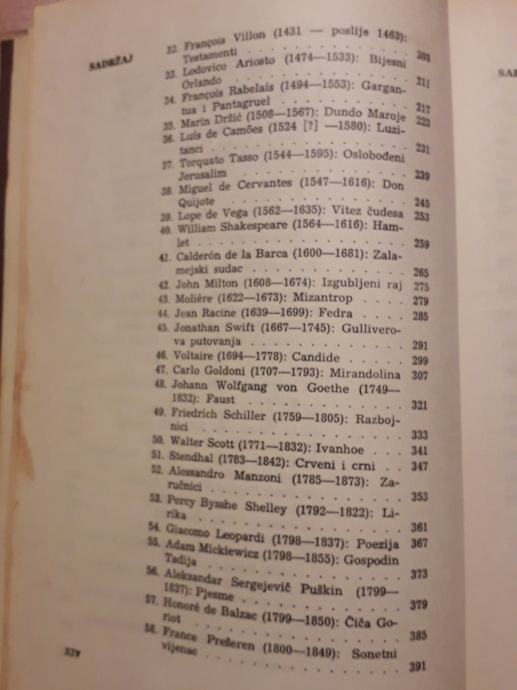 SADRŽAJ
32. François Villon (1431 — poslije 1463):
Testamenti . . . . . . . . . . 203
33. Lodovico Ariosto (1474—1533): Bijesni
Orlando . . . . . . . . . . 211
34. François Rabelais (1494—1553): Gargan-
tua i Pantagruel . . . . . . . . 217
35. Marin Držić (1508—1567): Dundo Maroje 223
36. Luís de Camões (1524 [?] —1580): Luzi-
tanci . . . . . . . . . . . 231
37. Torquato Tasso (1544—1595): Oslobođeni
Jerusalim . . . . . . . . . . 239
38. Miguel de Cervantes (1547—1616): Don
Quijote . . . . . . . . . . 245
39. Lope de Vega (1562—1635): Vitez čudesa 253
40. William Shakespeare (1564—1616): Ham-
let . . . . . . . . . . . . 259
41. Calderón de la Barca (1600—1681): Zala-
mejski sudac . . . . . . . . . 265
42. John Milton (1608—1674): Izgubljeni raj 275
43. Molière (1622—1673): Mizantrop . . . . 279
44. Jean Racine (1639—1699): Fedra . . . . 285
45. Jonathan Swift (1667—1745): Gullivero-
va putovanja . . . . . . . . . 291
46. Voltaire (1694—1778): Candide . . . . . 299
47. Carlo Goldoni (1707—1793): Mirandolina 307
48. Johann Wolfgang von Goethe (1749—
1832): Faust . . . . . . . . . 321
49. Friedrich Schiller (1759—1805): Razboj-
nici . . . . . . . . . . . . 333
50. Walter Scott (1771—1832): Ivanhoe . . . 341
51. Stendhal (1783—1842): Crveni i crni . . 347
52. Alessandro Manzoni (1785—1873): Za-
ručnici . . . . . . . . . . . 353
53. Percy Bysshe Shelley (1792—1822): Li-
rika . . . . . . . . . . . . 361
54. Giacomo Leopardi (1798—1837): Poezija 367
55. Adam Mickiewicz (1798—1855): Gospodin
Tadija . . . . . . . . . . . 373
56. Aleksandar Sergejevič Puškin (1799—
1837): Pjesme . . . . . . . . . 379
57. Honoré de Balzac (1799—1850): Čiča Go-
riot . . . . . . . . . . . . 385
58. France Prešeren (1800—1849): Sonetni
vijenac . . . . . . . . . . . 391
XIV